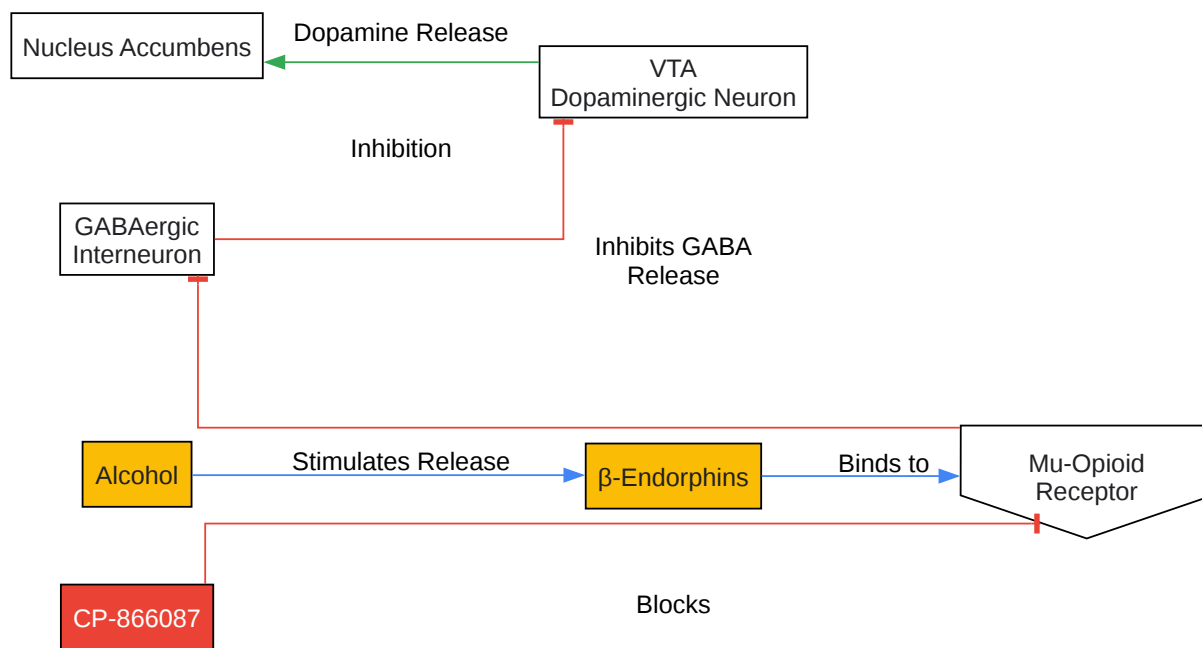 Nucleus Accumbens
Dopamine Release
VTA
Dopaminergic Neuron
Inhibition
GABAergic
Interneuron
Inhibits GABA
Release
Alcohol
Stimulates Release
β-Endorphins
Binds to
Mu-Opioid
Receptor
CP-866087
Blocks